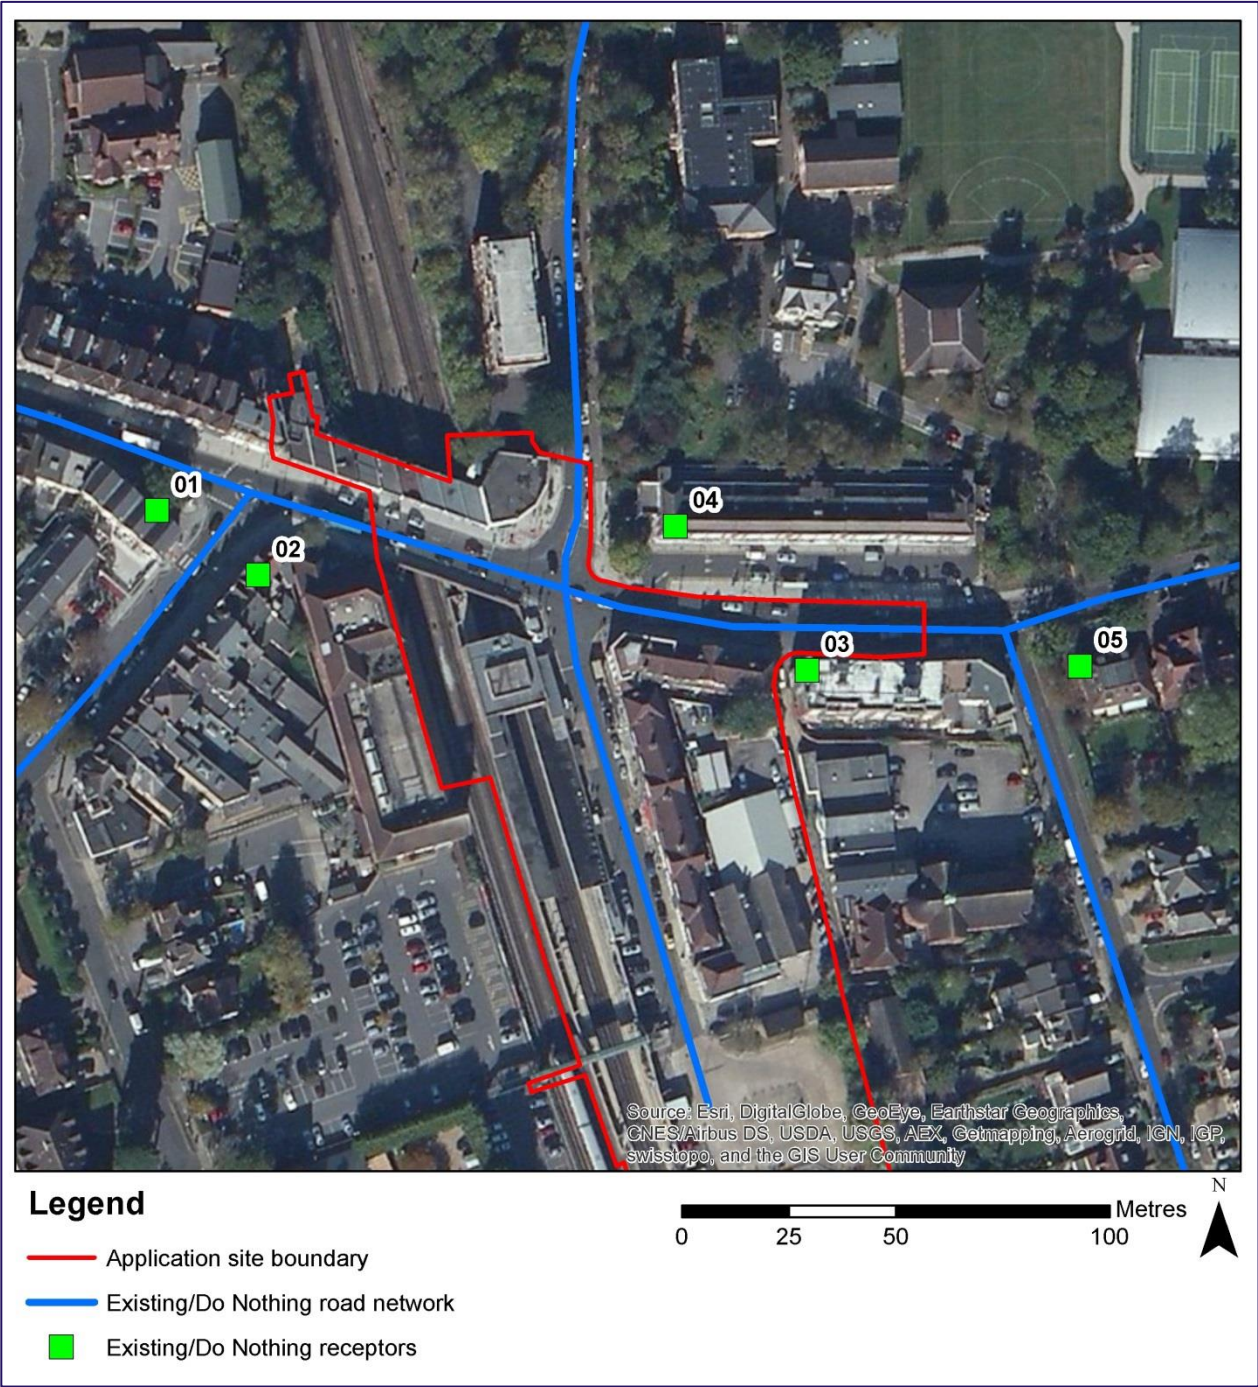 01
02
04
03
05
Source: Esri, DigitalGlobe, GeoEye, Earthstar Geographics,
CNES/Airbus DS, USDA, USGS, AEX, Getmapping, Aerogrid, IGN, IGP,
swisstopo, and the GIS User Community
Legend
Application site boundary
Existing/Do Nothing road network
Existing/Do Nothing receptors
Metres
0 25 50 100
N